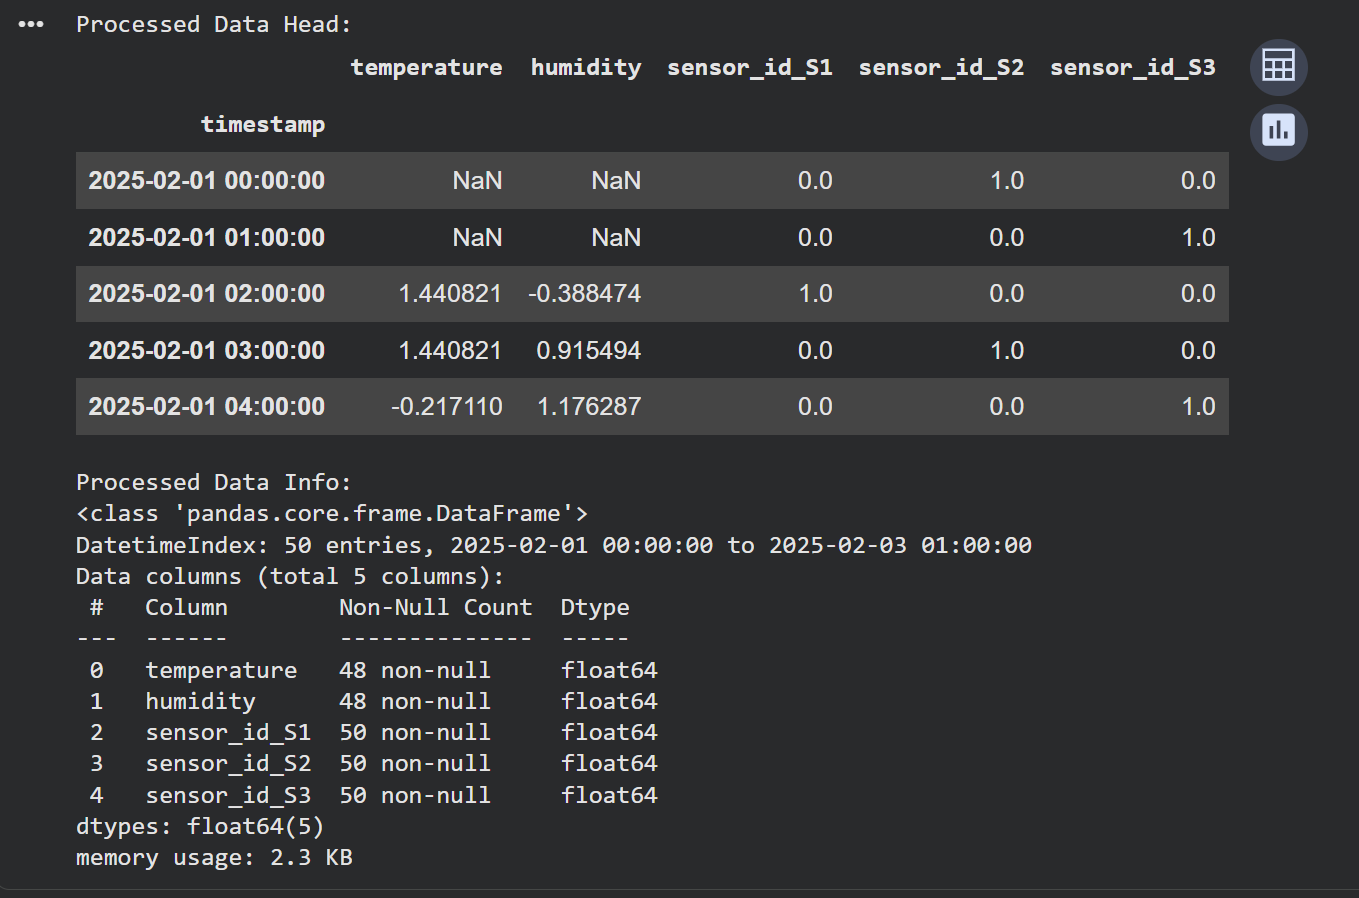 Processed Data Head:
temperature humidity sensor_id_S1 sensor_id_S2 sensor_id_S3
timestamp
2025-02-01 00:00:00 NaN NaN 0.0 1.0 0.0
2025-02-01 01:00:00 NaN NaN 0.0 0.0 1.0
2025-02-01 02:00:00 1.440821 -0.388474 1.0 0.0 0.0
2025-02-01 03:00:00 1.440821 0.915494 0.0 1.0 0.0
2025-02-01 04:00:00 -0.217110 1.176287 0.0 0.0 1.0
Processed Data Info:
<class 'pandas.core.frame.DataFrame'>
DatetimeIndex: 50 entries, 2025-02-01 00:00:00 to 2025-02-03 01:00:00
Data columns (total 5 columns):
# Column Non-Null Count Dtype
--- ------ -------------- -----
0 temperature 48 non-null float64
1 humidity 48 non-null float64
2 sensor_id_S1 50 non-null float64
3 sensor_id_S2 50 non-null float64
4 sensor_id_S3 50 non-null float64
dtypes: float64(5)
memory usage: 2.3 KB